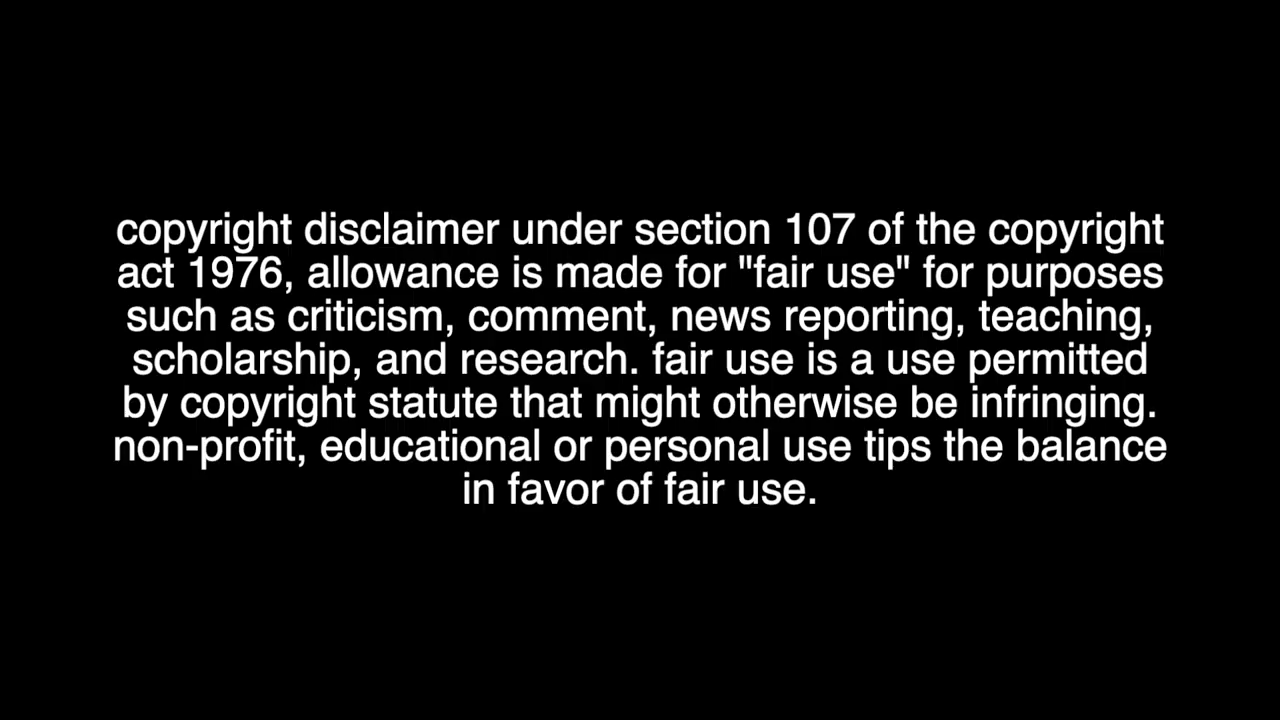 copyright disclaimer under section 107 of the copyright
act 1976, allowance is made for "fair use" for purposes
such as criticism, comment, news reporting, teaching,
scholarship, and research. fair use is a use permitted
by copyright statute that might otherwise be infringing.
non-profit, educational or personal use tips the balance
in favor of fair use.